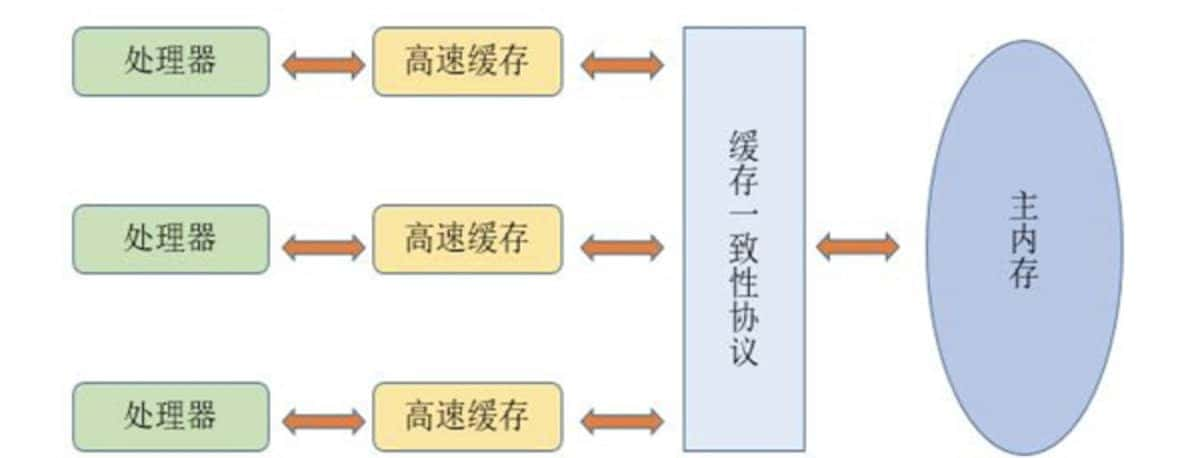 处理器
高速缓存
处理器
高速缓存
处理器
高速缓存
缓存一致性协议
主内存